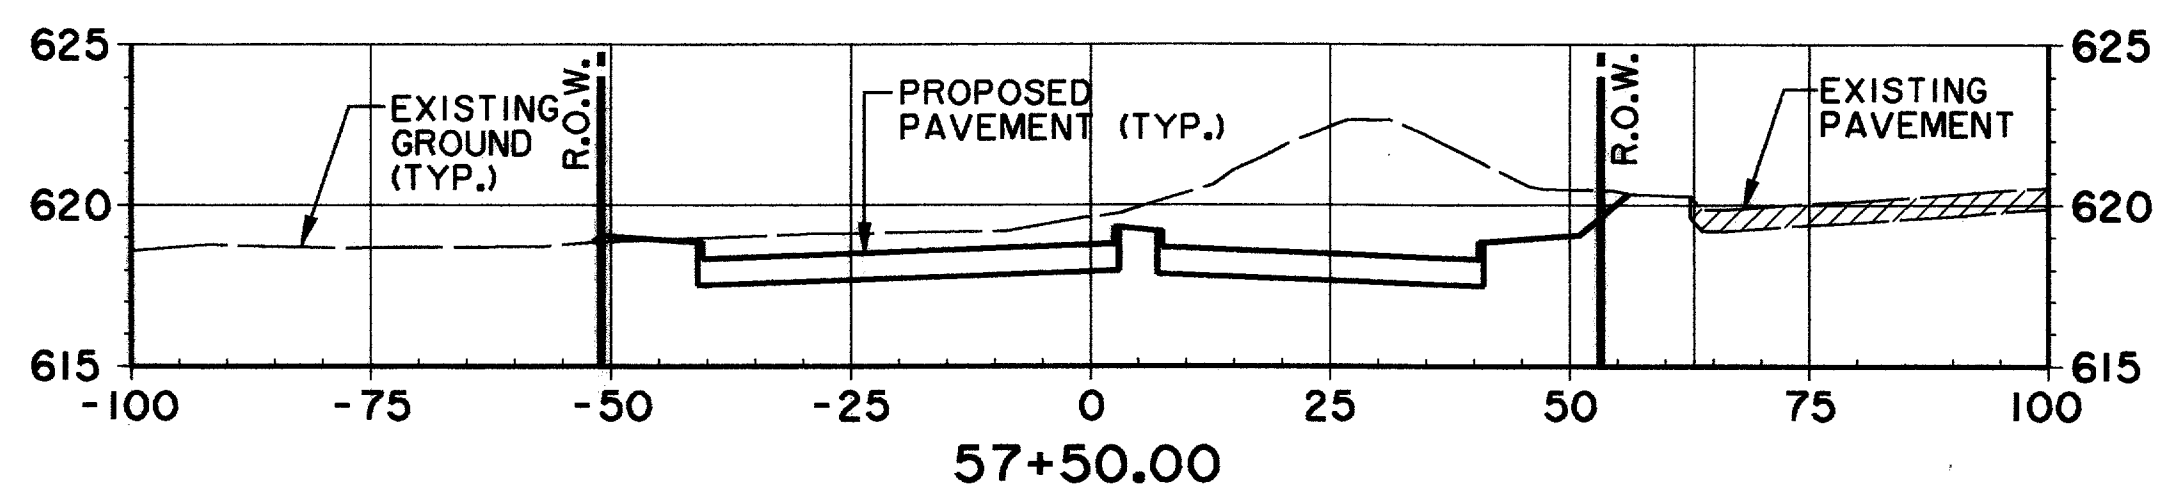 625
625
R.O.W.
EXISTING
GROUND
(TYP.)
PROPOSED
PAVEMENT (TYP.)
R.O.W.
EXISTING
PAVEMENT
620
620
615
615
-100 -75 -50 -25 0 25 50 75 100
57+50.00